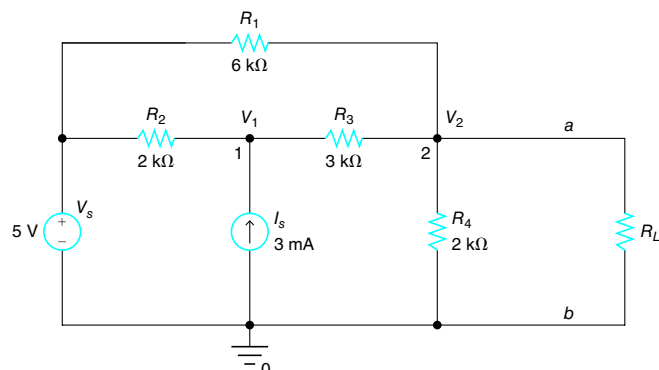 R1
6 kΩ
R2
2 kΩ
V1
1
R3
3 kΩ
V2
2
a
5 V
Vs
+
−
Is
3 mA
R4
2 kΩ
RL
b
0